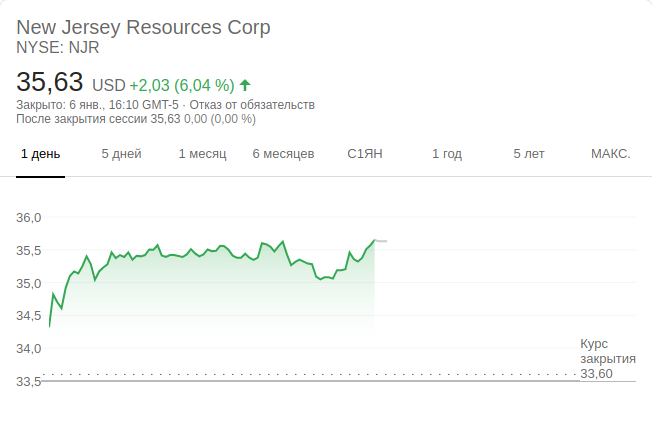 New Jersey Resources Corp
NYSE: NJR
35,63 USD +2,03 (6,04 %)
Закрыто: 6 янв., 16:10 GMT-5 · Отказ от обязательств
После закрытия сессии 35,63 0,00 (0,00 %)
1 день 5 дней 1 месяц 6 месяцев С1ЯН 1 год 5 лет МАКС.
36,0
35,5
35,0
34,5
34,0
33,5
Курс
закрытия
33,60